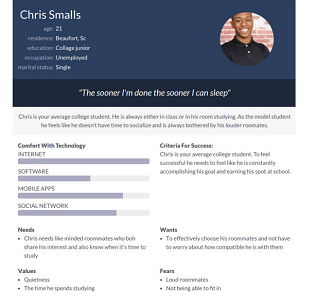 Chris Smalls
age: 21
residence: Beaufort, Sc
education: Collage junior
occupation: Unemployed
marital status: Single
"The sooner I'm done the sooner I can sleep"
Chris is your average college student. He is always either in class or in his room studying. As the model student
he feels like he doesn't have time to socialize and is always bothered by his louder roomates.
Comfort With Technology
INTERNET
SOFTWARE
MOBILE APPS
SOCIAL NETWORK
Criteria For Success:
Chris is your average college student. To feel
successful he needs to feel like he is constantly
accomplishing his goal and earning his spot at school.
Needs
Chris needs like minded roommates who boh
share his interest and also know when it's time to
study
Wants
To effectively choose his roommates and not have
to worry about how compatible he is with them
Values
Quietness
The time he spends studying
Fears
Loud roommates
Not being able to fit in